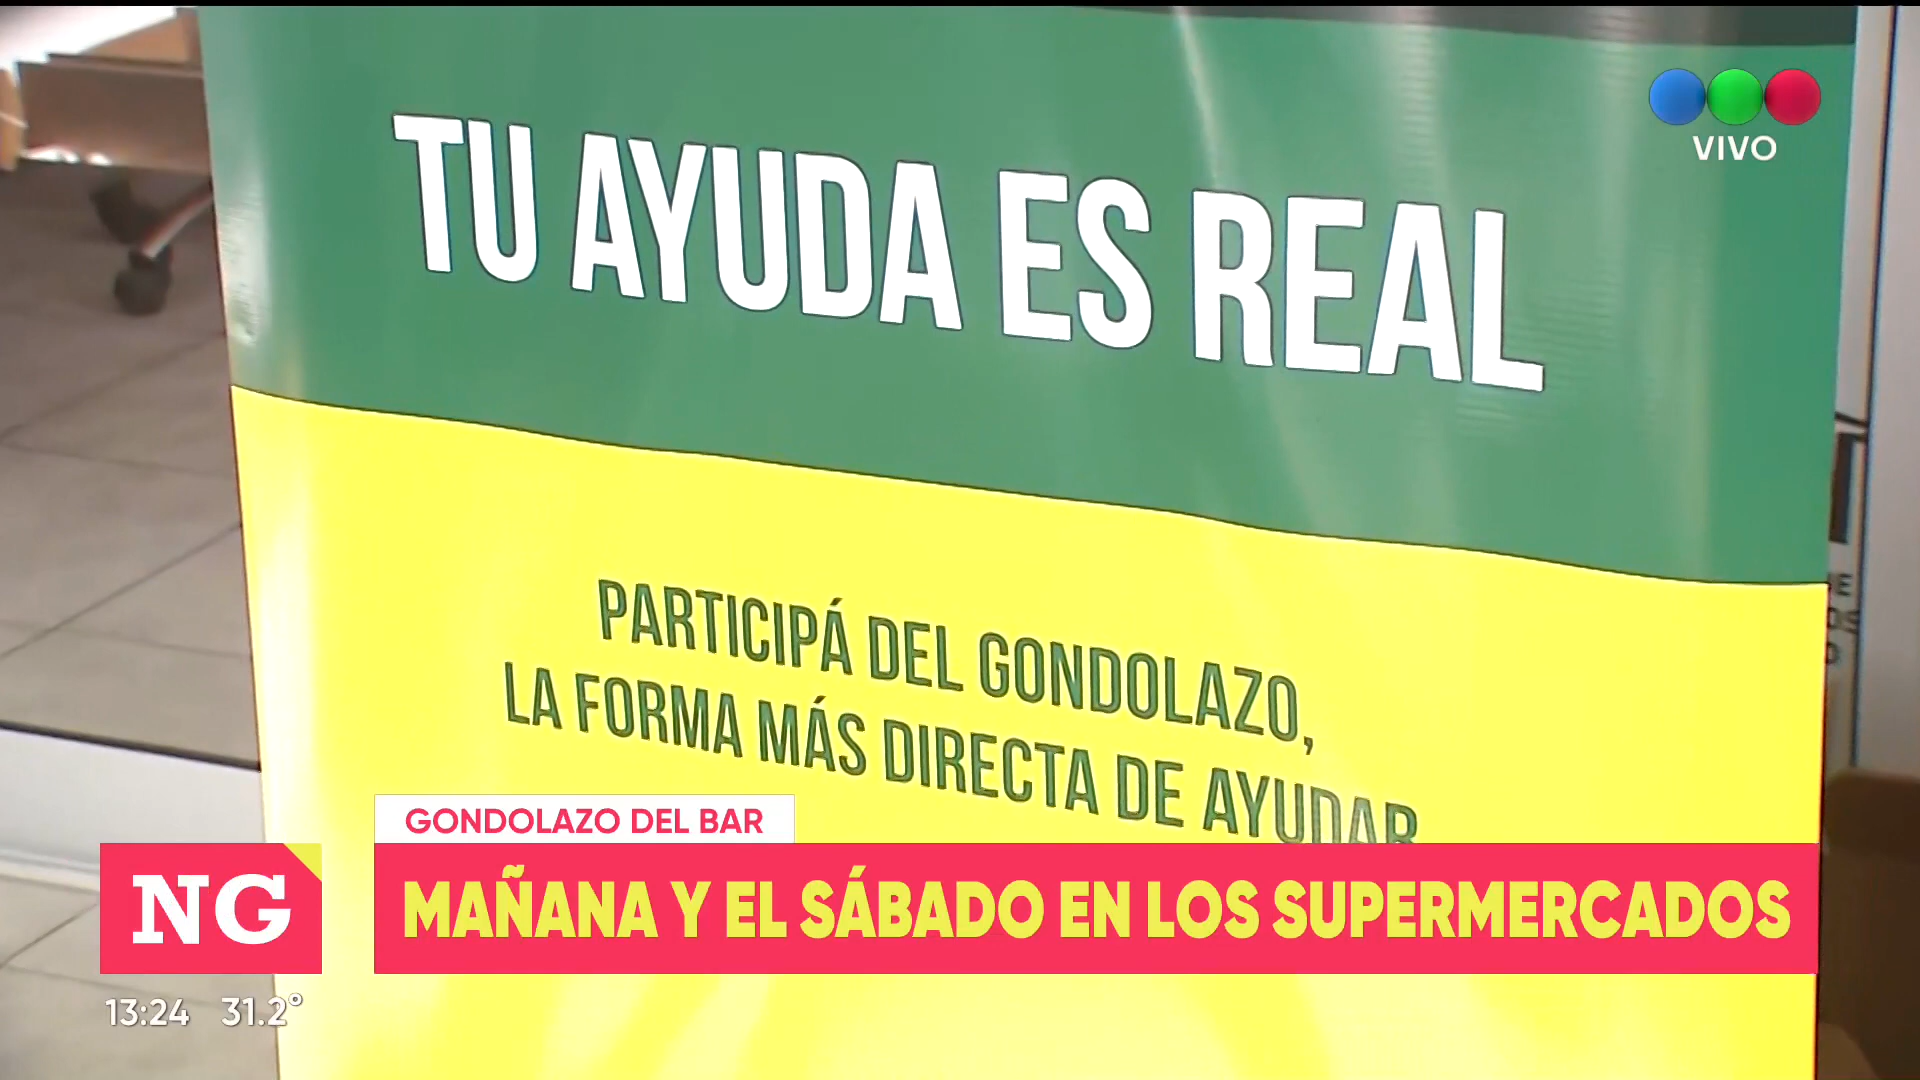 VIVO
TU AYUDA ES REAL
PARTICIPÁ DEL GONDOLAZO,
LA FORMA MÁS DIRECTA DE AYUDAR
GONDOLAZO DEL BAR
NG
MAÑANA Y EL SÁBADO EN LOS SUPERMERCADOS
13:24 31.2°